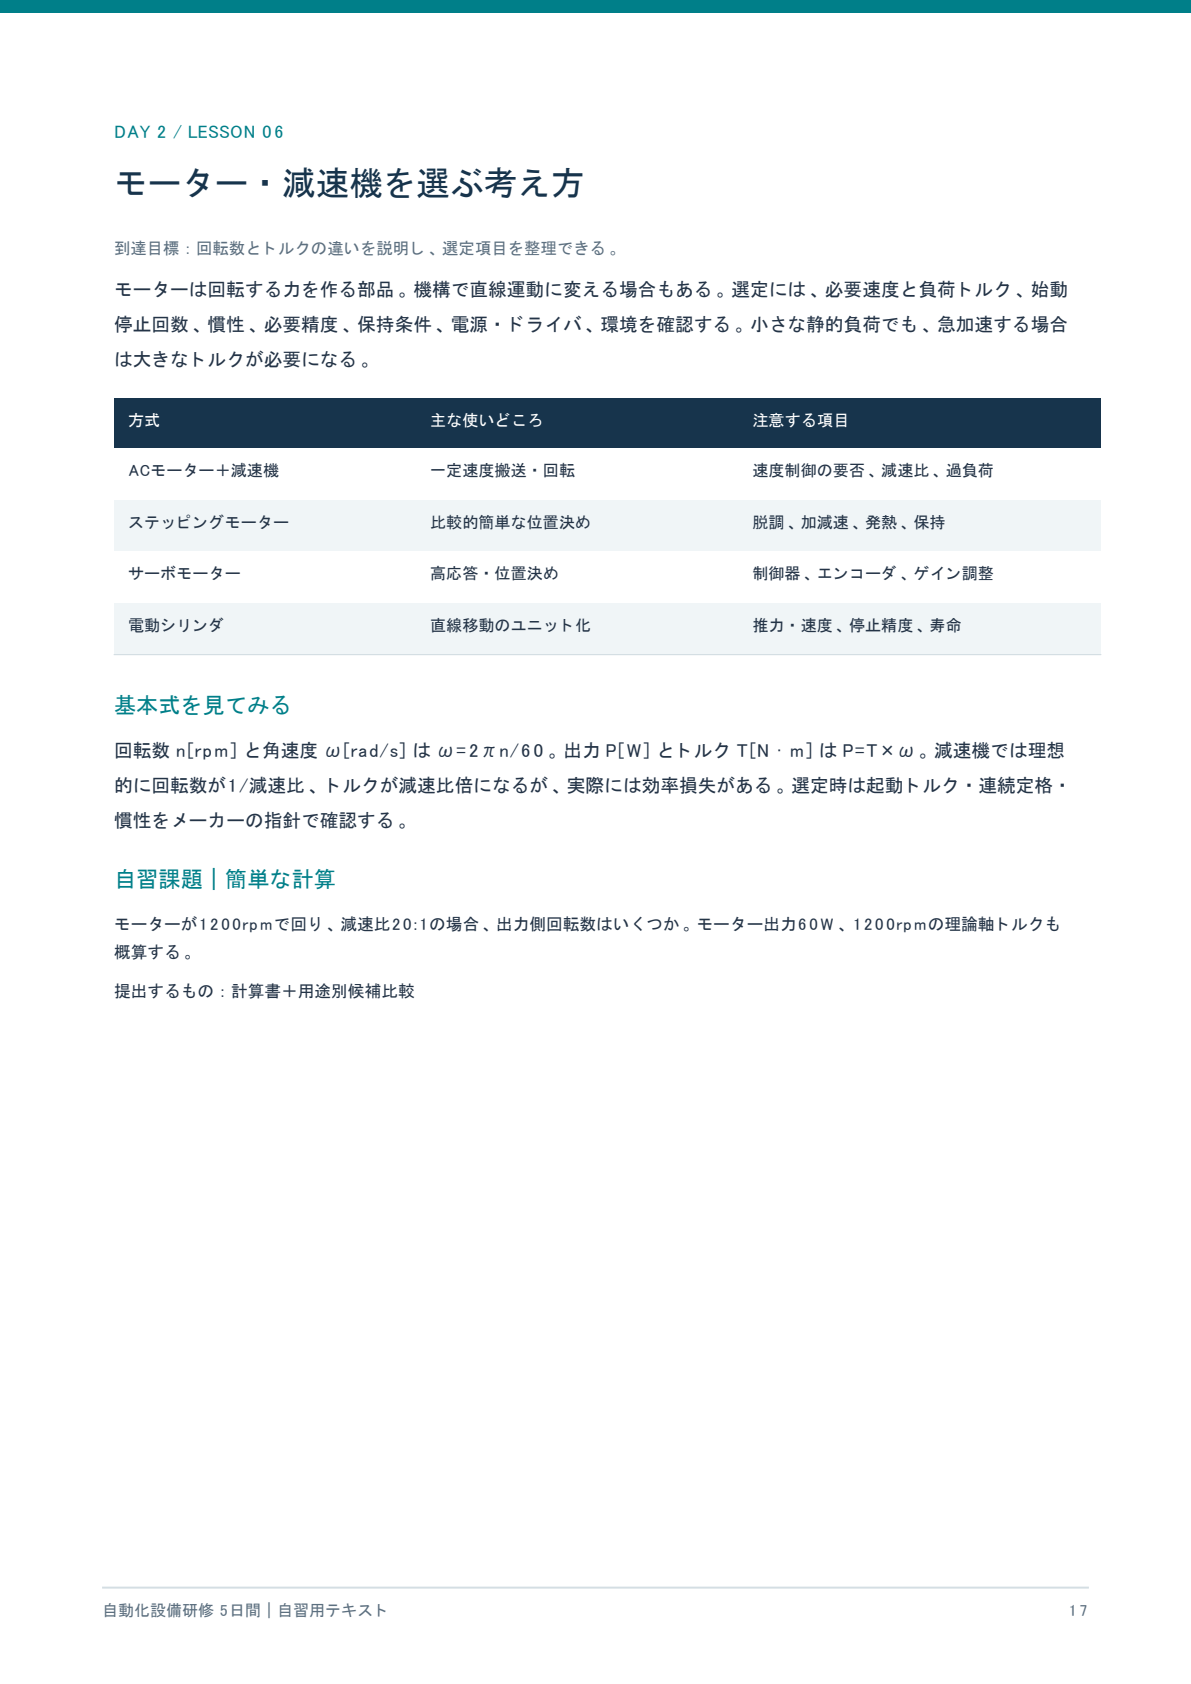 DAY 2 / LESSON 06
モーター・減速機を選ぶ考え方
到達目標：回転数とトルクの違いを説明し、選定項目を整理できる。
モーターは回転する力を作る部品。機構で直線運動に変える場合もある。選定には、必要速度と負荷トルク、始動
停止回数、慣性、必要精度、保持条件、電源・ドライバ、環境を確認する。小さな静的負荷でも、急加速する場合
は大きなトルクが必要になる。
方式 主な使いどころ 注意する項目
ACモーター＋減速機 一定速度搬送・回転 速度制御の要否、減速比、過負荷
ステッピングモーター 比較的簡単な位置決め 脱調、加減速、発熱、保持
サーボモーター 高応答・位置決め 制御器、エンコーダ、ゲイン調整
電動シリンダ 直線移動のユニット化 推力・速度、停止精度、寿命
基本式を見てみる
回転数 n[rpm] と角速度 ω[rad/s] は ω=2πn/60。出力 P[W] とトルク T[N·m] は P=T×ω。減速機では理想
的に回転数が1/減速比、トルクが減速比倍になるが、実際には効率損失がある。選定時は起動トルク・連続定格・
慣性をメーカーの指針で確認する。
自習課題｜簡単な計算
モーターが1200rpmで回り、減速比20:1の場合、出力側回転数はいくつか。モーター出力60W、1200rpmの理論軸トルクも
概算する。
提出するもの：計算書＋用途別候補比較
自動化設備研修 5日間｜自習用テキスト 17